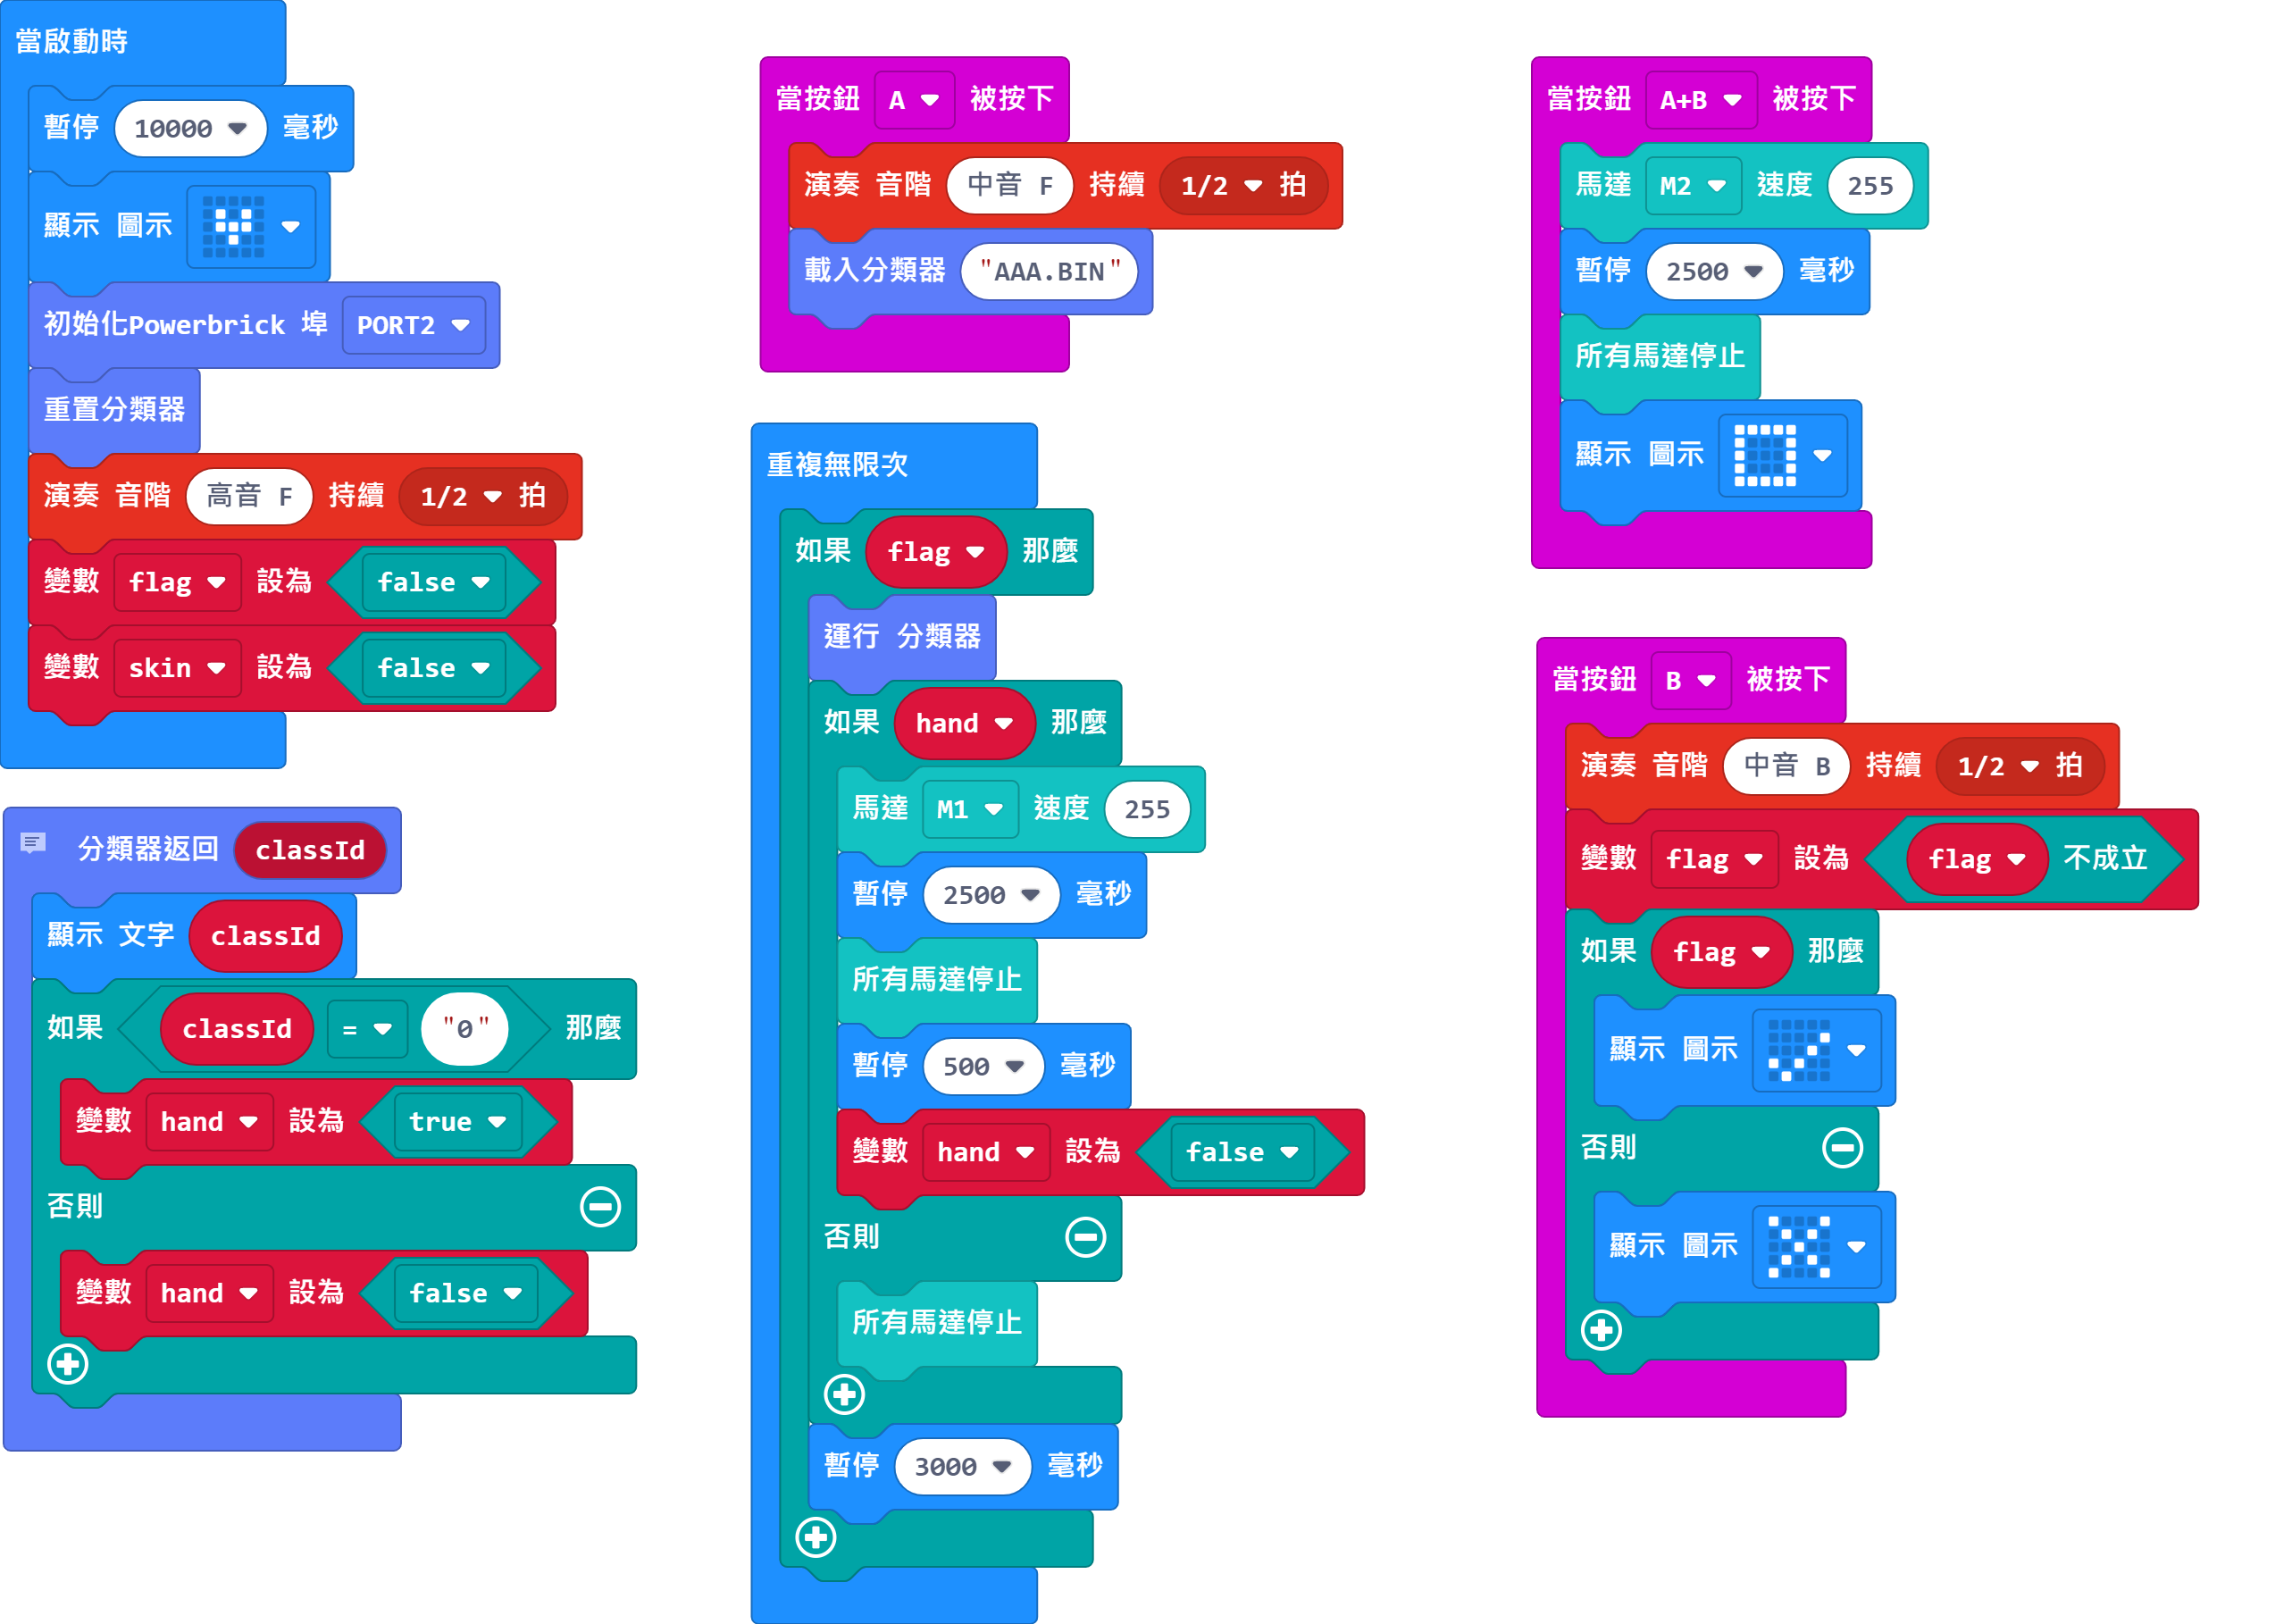 當啟動時
暫停 10000 毫秒
顯示 圖示
初始化Powerbrick 埠 PORT2
重置分類器
演奏 音階 高音 F 持續 1/2 拍
變數 flag 設為 false
變數 skin 設為 false
分類器返回 classId
顯示 文字 classId
如果 classId = "0" 那麼
變數 hand 設為 true
否則
變數 hand 設為 false
當按鈕 A 被按下
演奏 音階 中音 F 持續 1/2 拍
載入分類器 "AAA.BIN"
重複無限次
如果 flag 那麼
運行 分類器
如果 hand 那麼
馬達 M1 速度 255
暫停 2500 毫秒
所有馬達停止
暫停 500 毫秒
變數 hand 設為 false
否則
所有馬達停止
暫停 3000 毫秒
當按鈕 A+B 被按下
馬達 M2 速度 255
暫停 2500 毫秒
所有馬達停止
顯示 圖示
當按鈕 B 被按下
演奏 音階 中音 B 持續 1/2 拍
變數 flag 設為 flag 不成立
如果 flag 那麼
顯示 圖示
否則
顯示 圖示